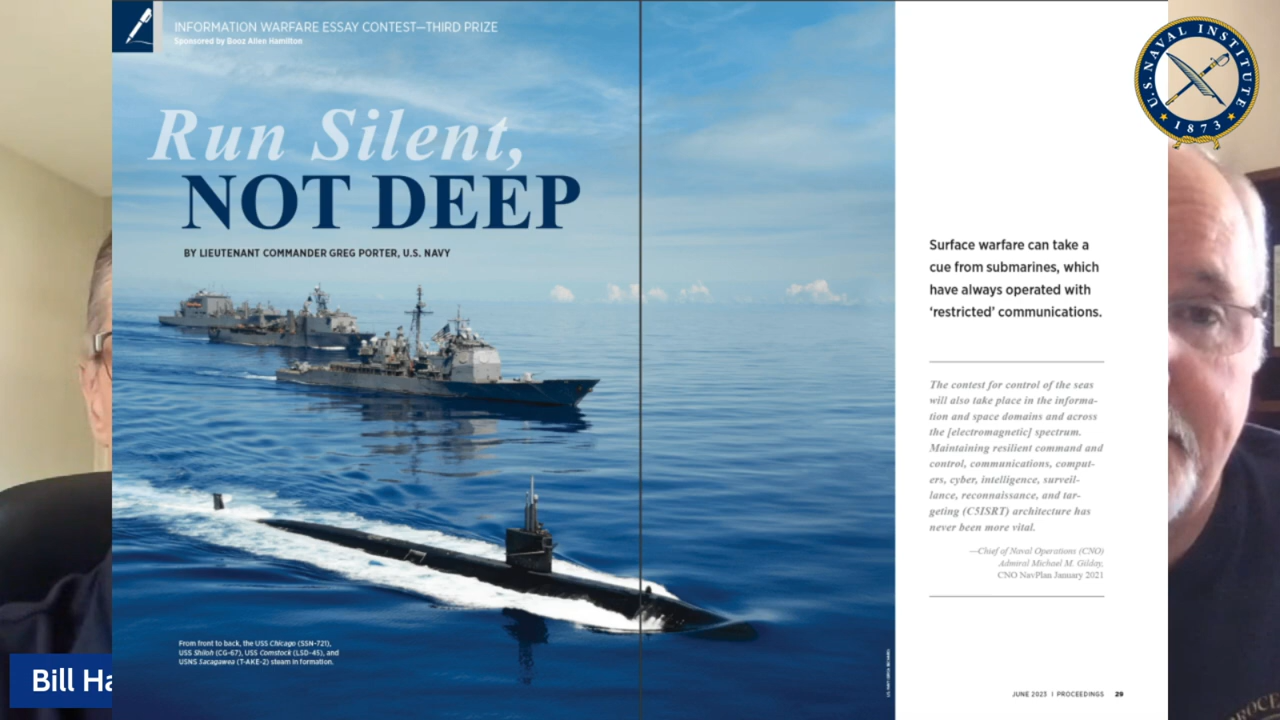 INFORMATION WARFARE ESSAY CONTEST—THIRD PRIZE
Sponsored by Booz Allen Hamilton
Run Silent,
NOT DEEP
BY LIEUTENANT COMMANDER GREG PORTER, U.S. NAVY
From front to back, the USS Chicago (SSN-721),
USS Shiloh (CG-67), USS Comstock (LSD-45), and
USNS Sacagawea (T-AKE-2) steam in formation.
Surface warfare can take a
cue from submarines, which
have always operated with
‘restricted’ communications.
The contest for control of the seas
will also take place in the informa-
tion and space domains and across
the [electromagnetic] spectrum.
Maintaining resilient command and
control, communications, comput-
ers, cyber, intelligence, surveil-
lance, reconnaissance, and tar-
geting (C5ISRT) architecture has
never been more vital.
—Chief of Naval Operations (CNO)
Admiral Michael M. Gilday,
CNO NavPlan January 2021
JUNE 2023 | PROCEEDINGS 29
U.S. NAVAL INSTITUTE
1873
Bill Ha